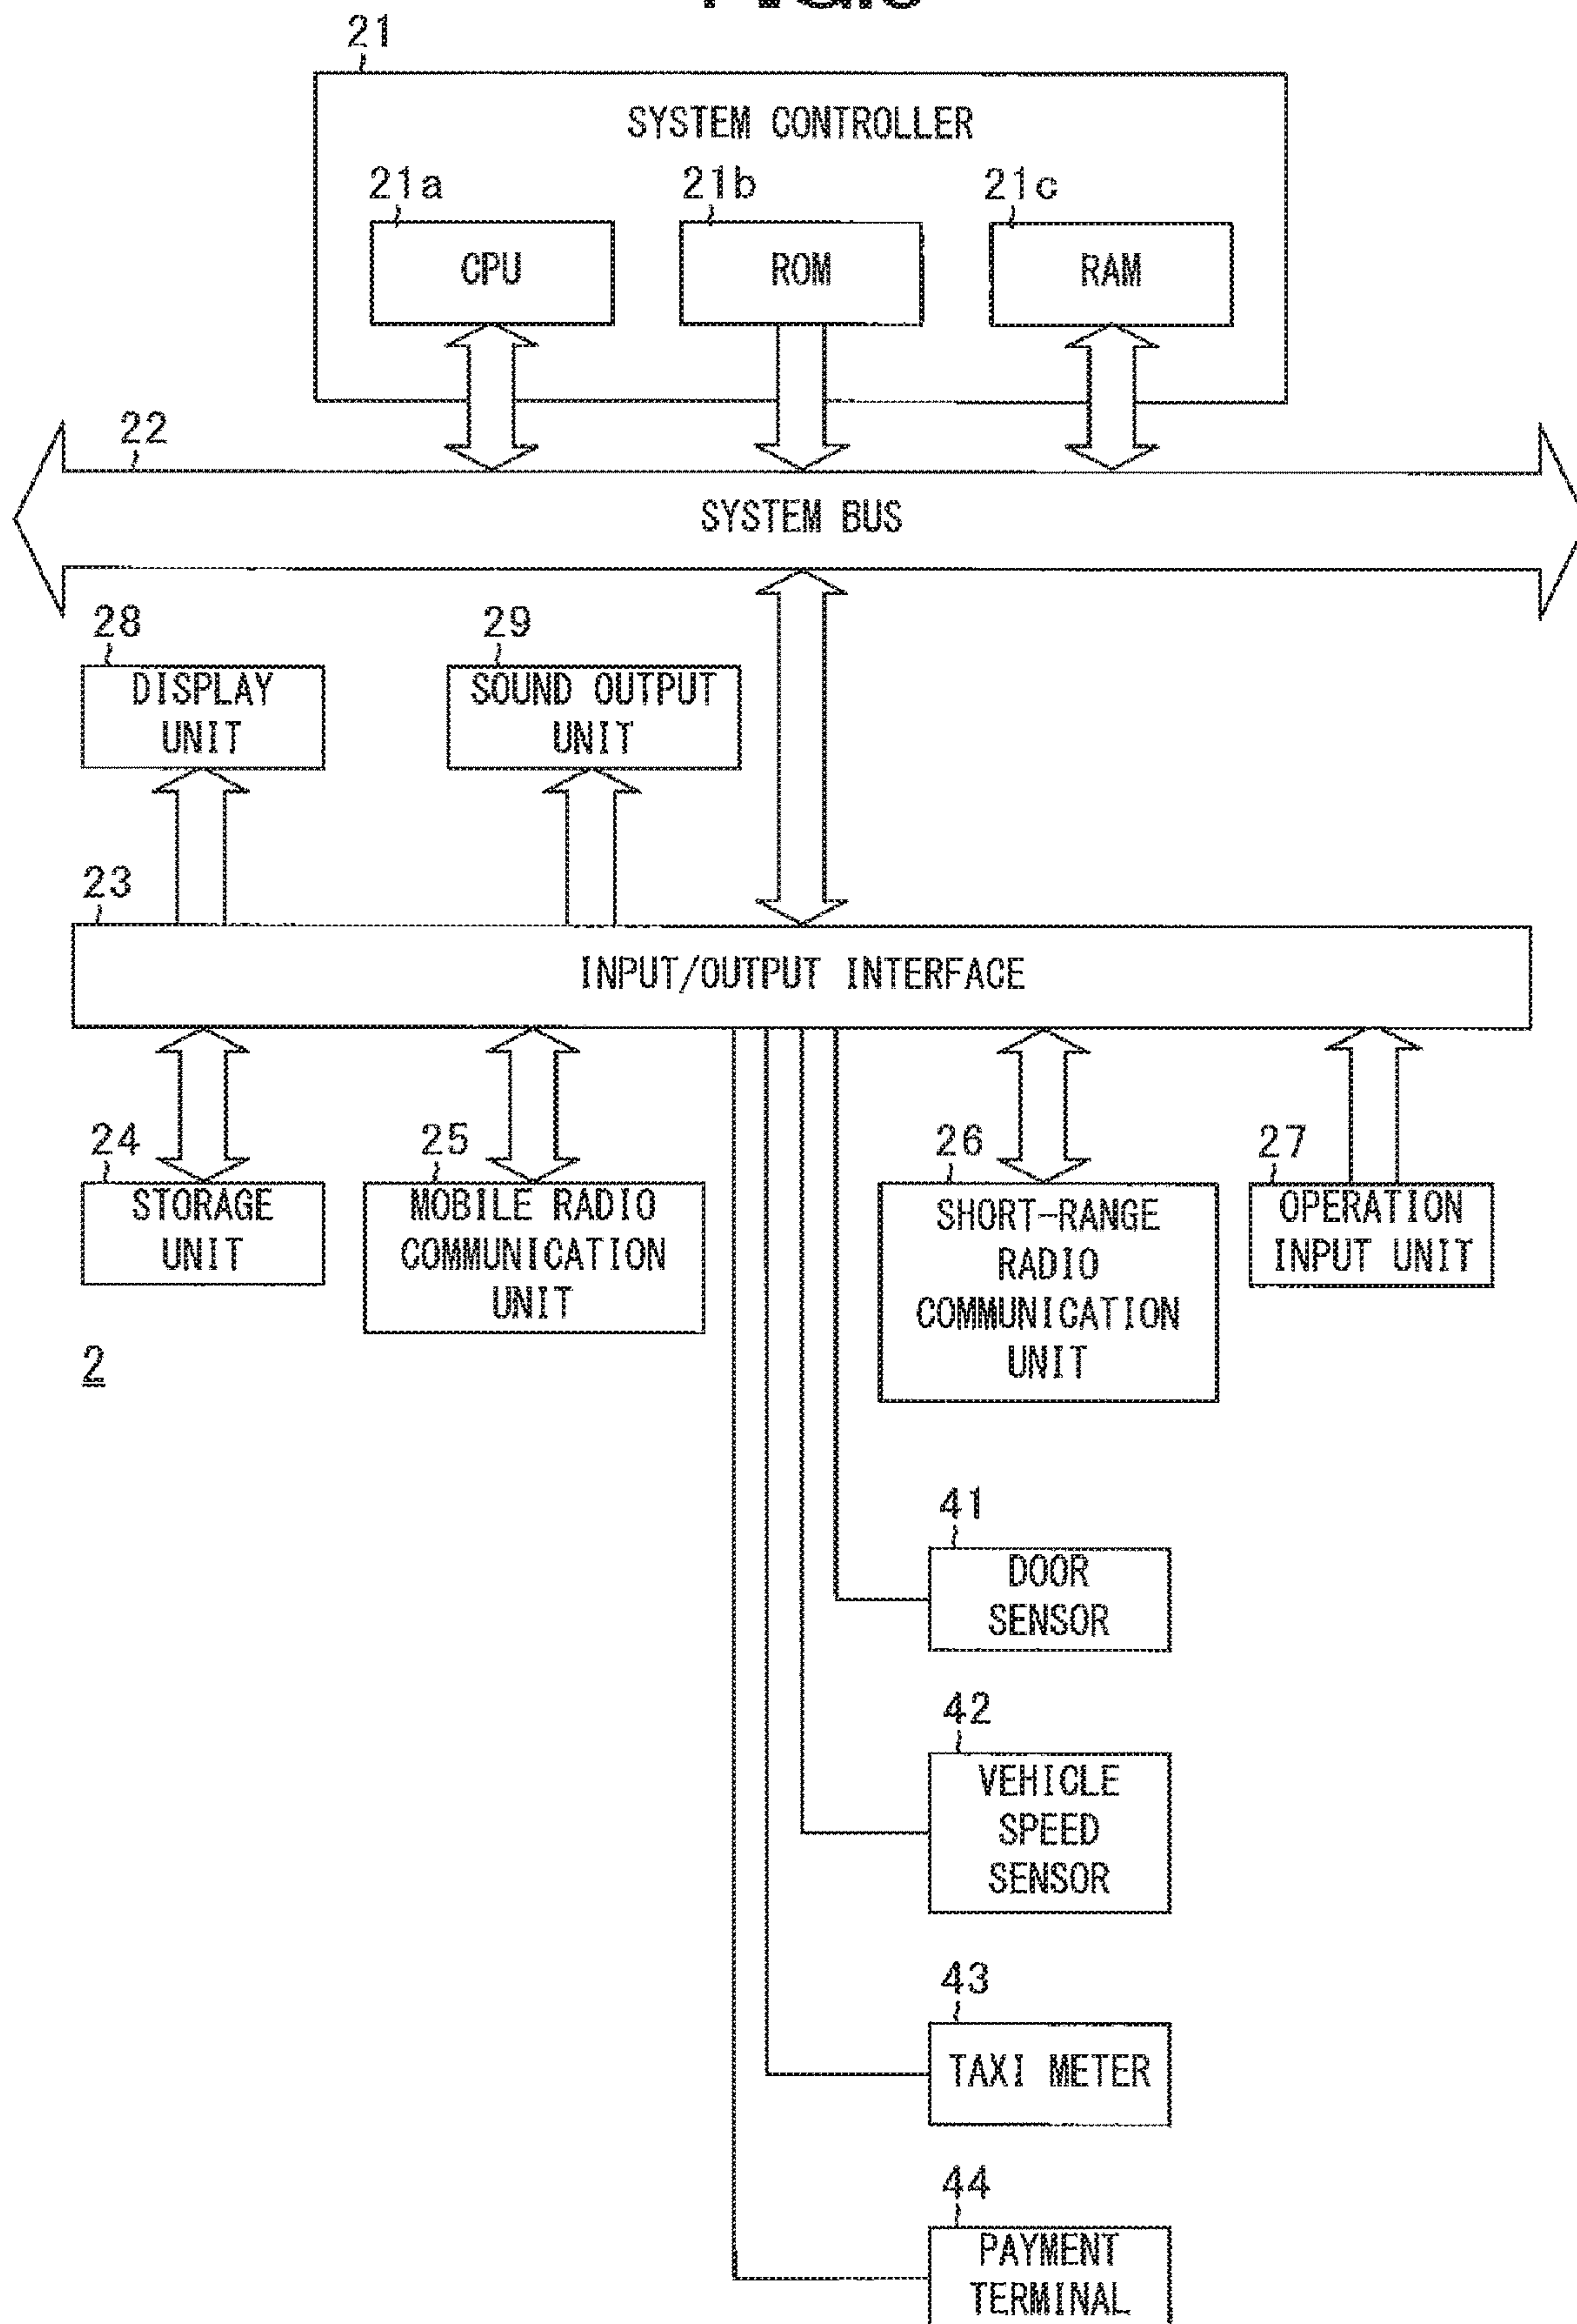 21
SYSTEM CONTROLLER
21a
21b
21c
CPU
ROM
RAM
22
SYSTEM BUS
28
29
DISPLAY
UNIT
SOUND OUTPUT
UNIT
23
INPUT/OUTPUT INTERFACE
24
25
26
27
STORAGE
UNIT
MOBILE RADIO
COMMUNICATION
UNIT
SHORT-RANGE
RADIO
COMMUNICATION
UNIT
OPERATION
INPUT UNIT
2
41
DOOR
SENSOR
42
VEHICLE
SPEED
SENSOR
43
TAXI METER
44
PAYMENT
TERMINAL